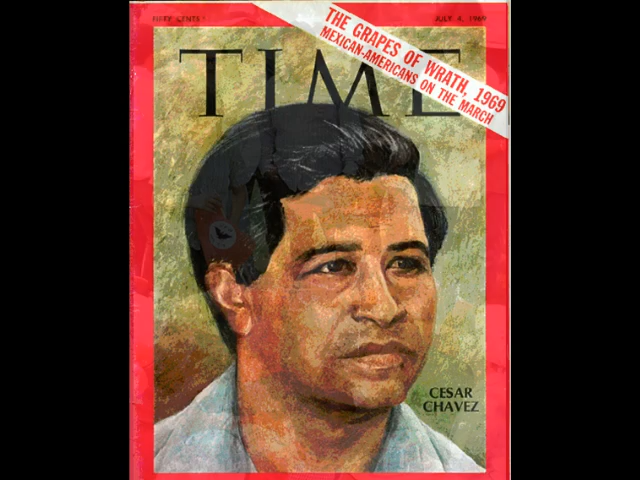 FIFTY CENTS
JULY 4, 1969
TIME
THE GRAPES OF WRATH, 1969
MEXICAN-AMERICANS ON THE MARCH
CESAR
CHAVEZ